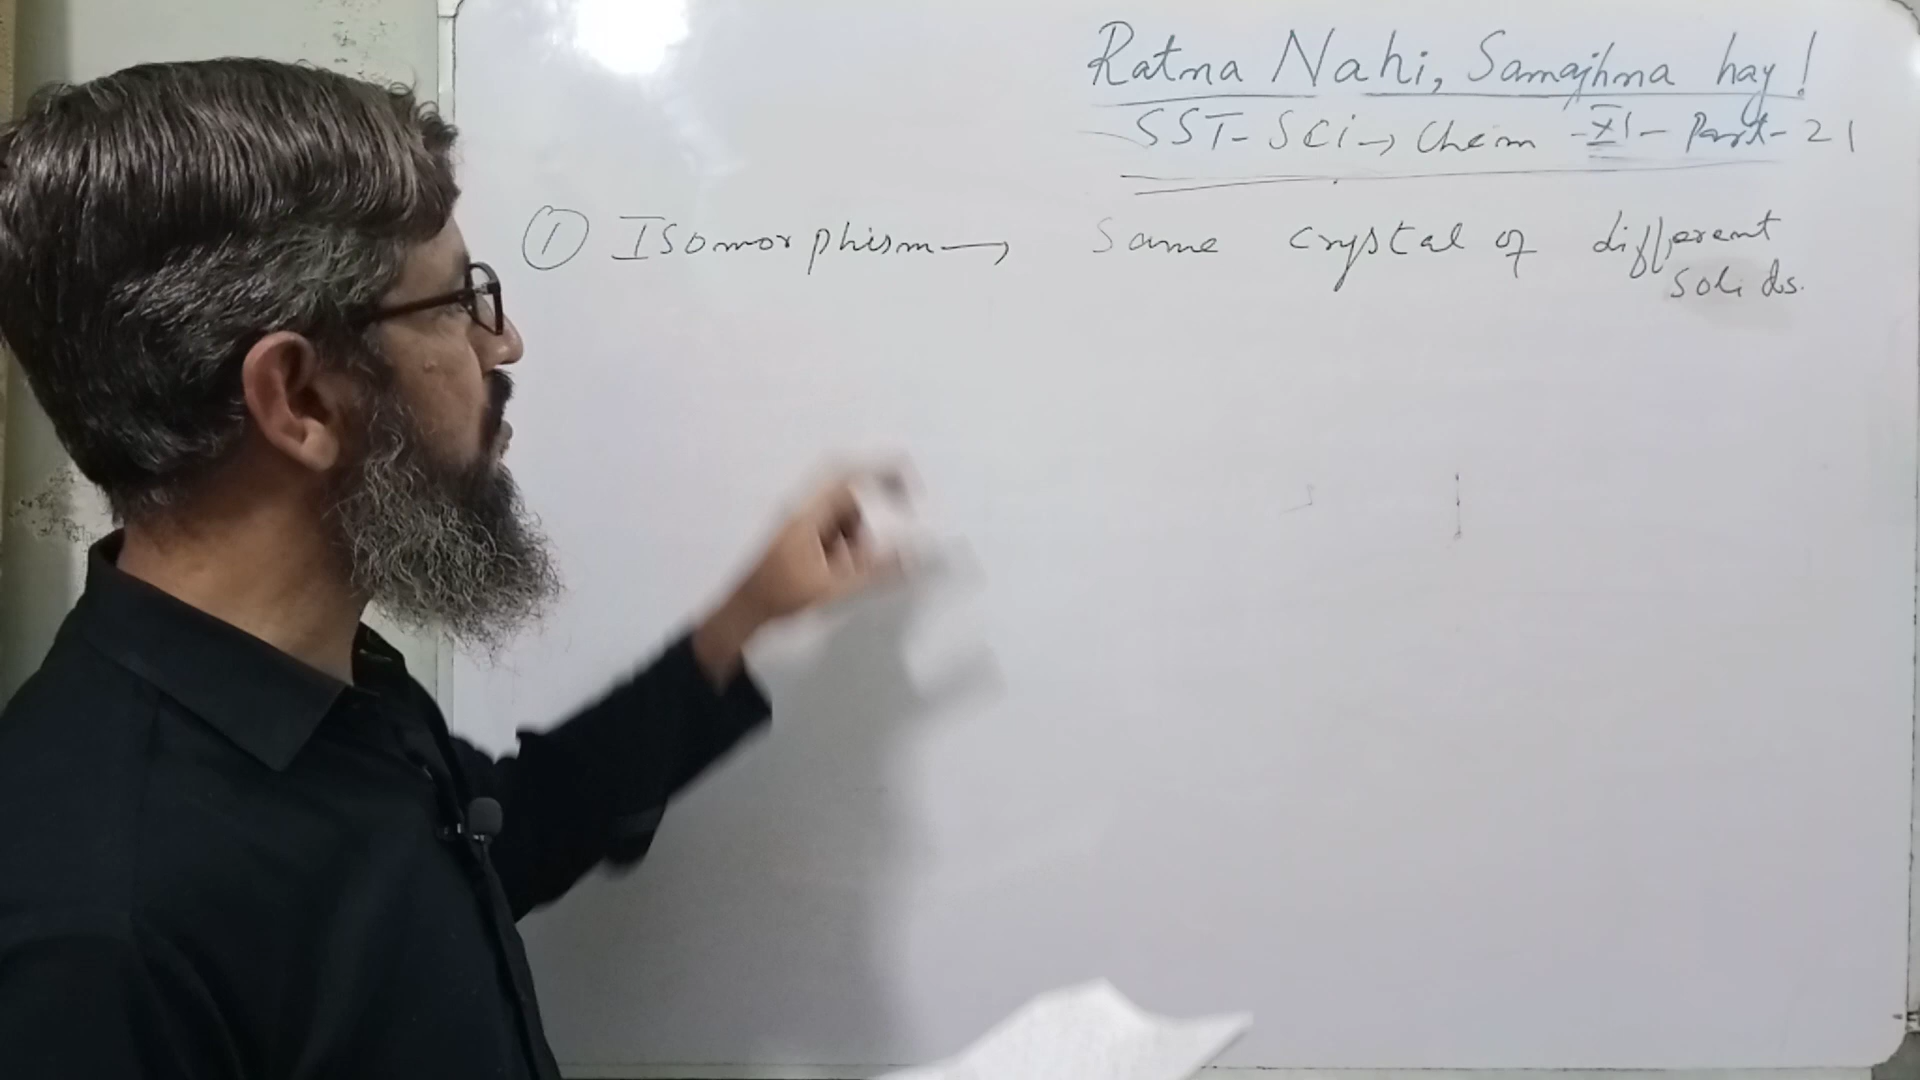 Ratna Nahi, Samajhna hay!
SST-SCi→Chem -XI- Part-21
① Isomorphism → Same crystal of different
solids.